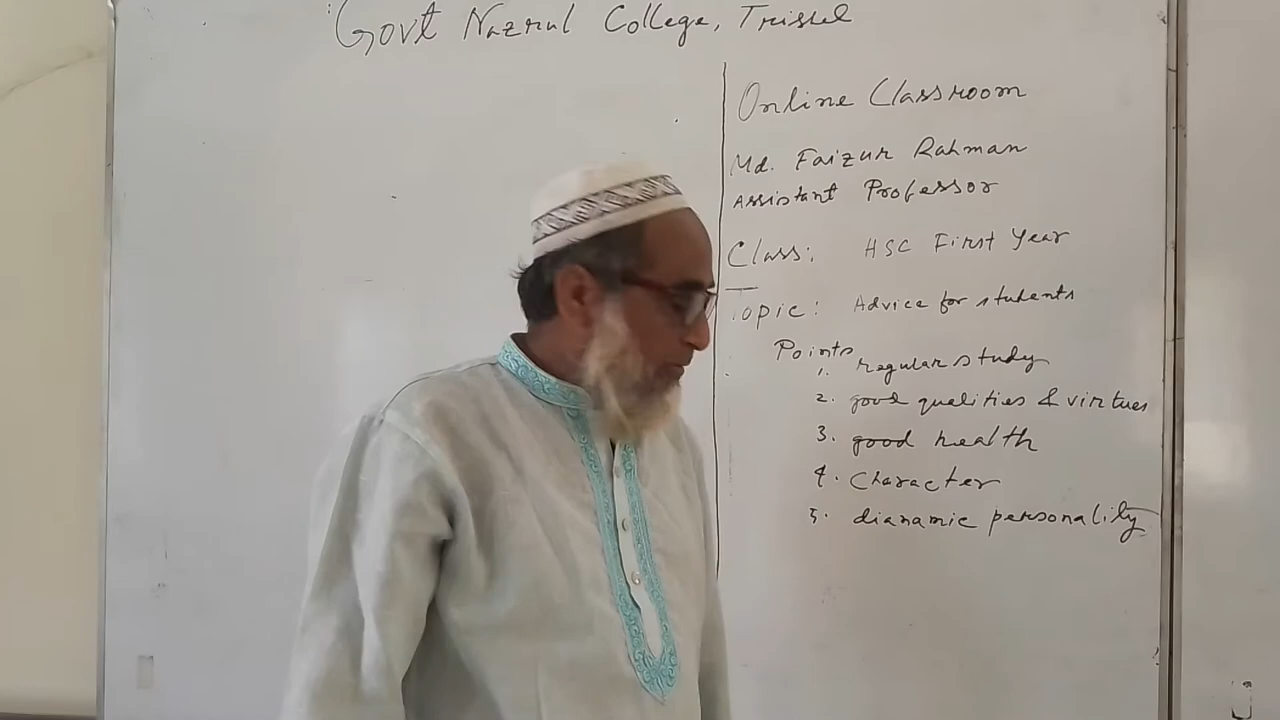 Govt Nazrul College, Trishal
Online Classroom
Md. Faizur Rahman
Assistant Professor
Class: HSC First Year
Topic: Advice for students
Points
1. regular study
2. good qualities & virtues
3. good health
4. Character
5. dianamic personality